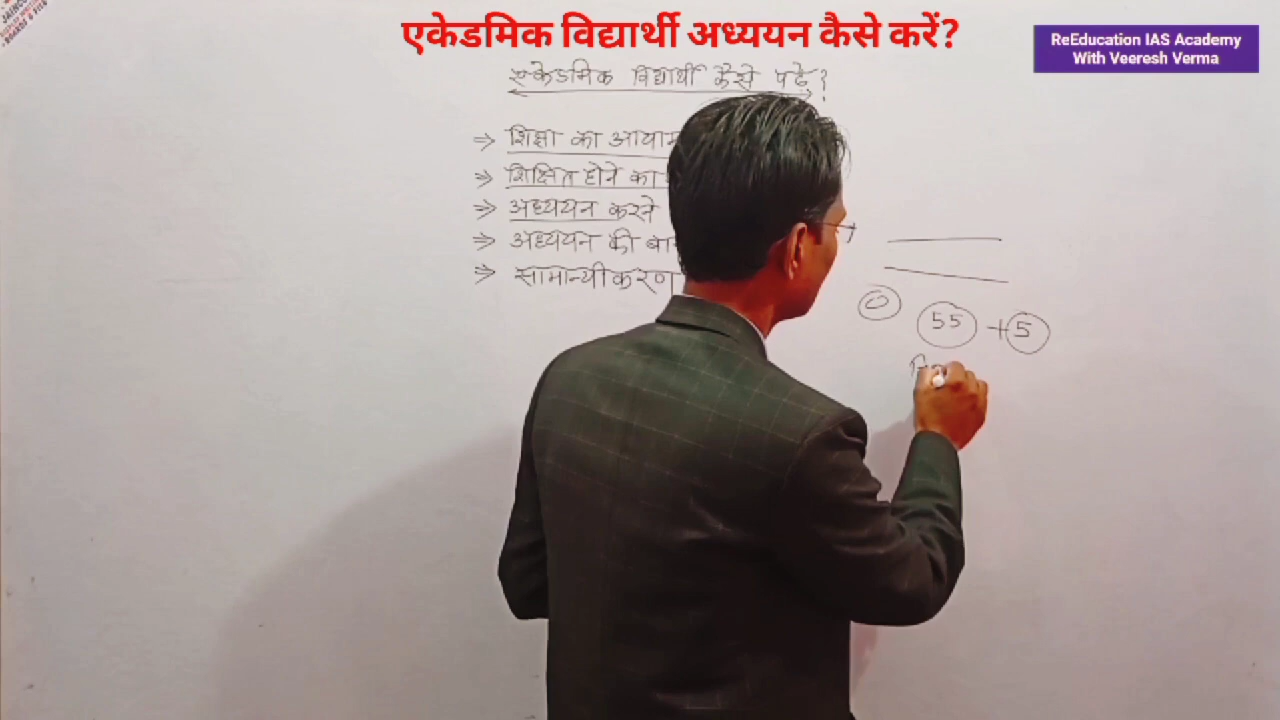 एकेडमिक विद्यार्थी अध्ययन कैसे करें?
ReEducation IAS Academy
With Veeresh Verma
एकेडमिक विद्यार्थी कैसे पढ़ें?
⇒ शिक्षा का आयाम
⇒ शिक्षित होने का
⇒ अध्ययन करने
⇒ अध्ययन की
⇒ सामान्यीकरण
0 55 +5